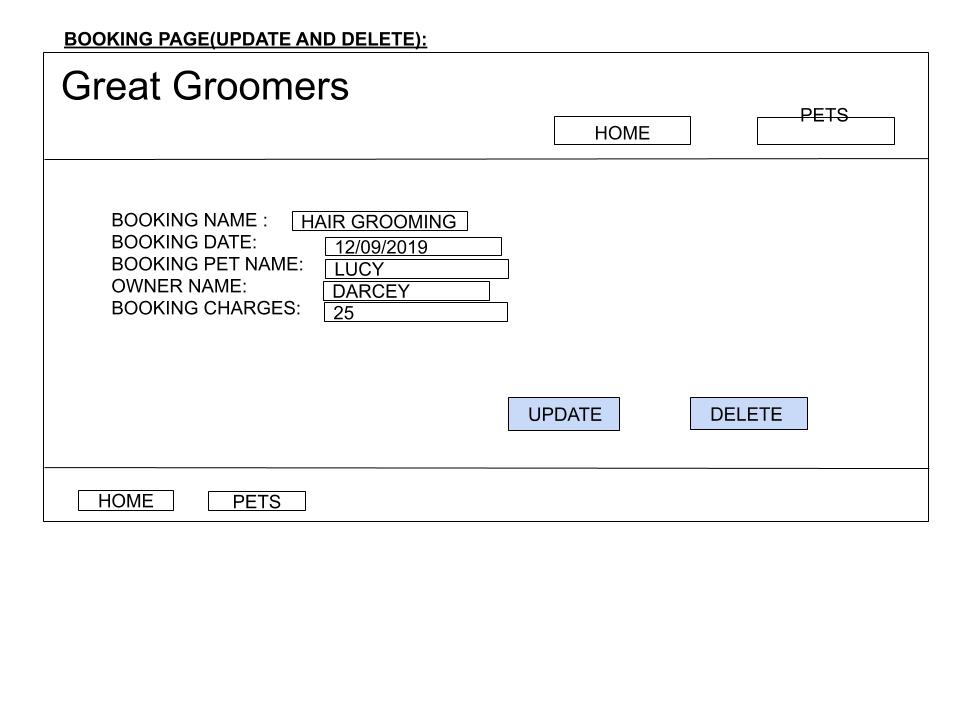 BOOKING PAGE(UPDATE AND DELETE):
Great Groomers
HOME
PETS
BOOKING NAME : HAIR GROOMING
BOOKING DATE: 12/09/2019
BOOKING PET NAME: LUCY
OWNER NAME: DARCEY
BOOKING CHARGES: 25
UPDATE
DELETE
HOME
PETS